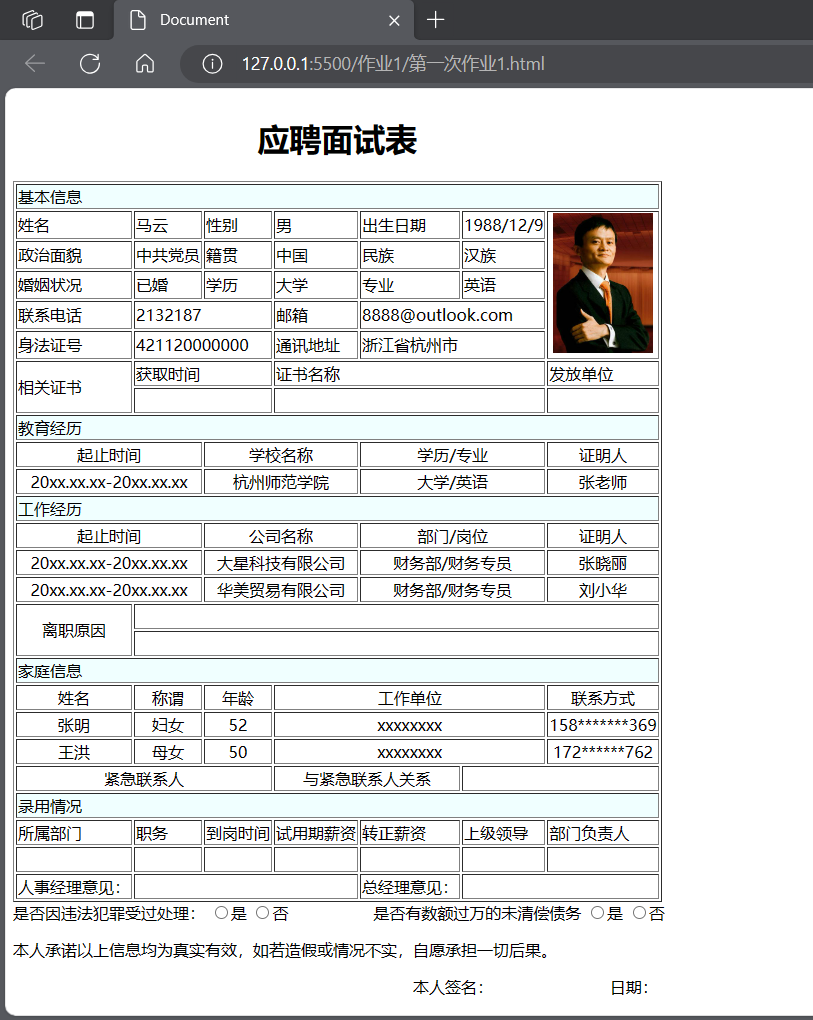 Document
127.0.0.1:5500/作业1/第一次作业1.html
应聘面试表
基本信息
姓名 马云 性别 男 出生日期 1988/12/9
政治面貌 中共党员 籍贯 中国 民族 汉族
婚姻状况 已婚 学历 大学 专业 英语
联系电话 2132187 邮箱 8888@outlook.com
身法证号 421120000000 通讯地址 浙江省杭州市
相关证书 获取时间 证书名称 发放单位
教育经历
起止时间 学校名称 学历/专业 证明人
20xx.xx.xx-20xx.xx.xx 杭州师范学院 大学/英语 张老师
工作经历
起止时间 公司名称 部门/岗位 证明人
20xx.xx.xx-20xx.xx.xx 大星科技有限公司 财务部/财务专员 张晓丽
20xx.xx.xx-20xx.xx.xx 华美贸易有限公司 财务部/财务专员 刘小华
离职原因
家庭信息
姓名 称谓 年龄 工作单位 联系方式
张明 妇女 52 xxxxxxxx 158*******369
王洪 母女 50 xxxxxxxx 172******762
紧急联系人 与紧急联系人关系
录用情况
所属部门 职务 到岗时间 试用期薪资 转正薪资 上级领导 部门负责人
人事经理意见： 总经理意见：
是否因违法犯罪受过处理： 是 否 是否有数额过万的未清偿债务 是 否
本人承诺以上信息均为真实有效，如若造假或情况不实，自愿承担一切后果。
本人签名： 日期：